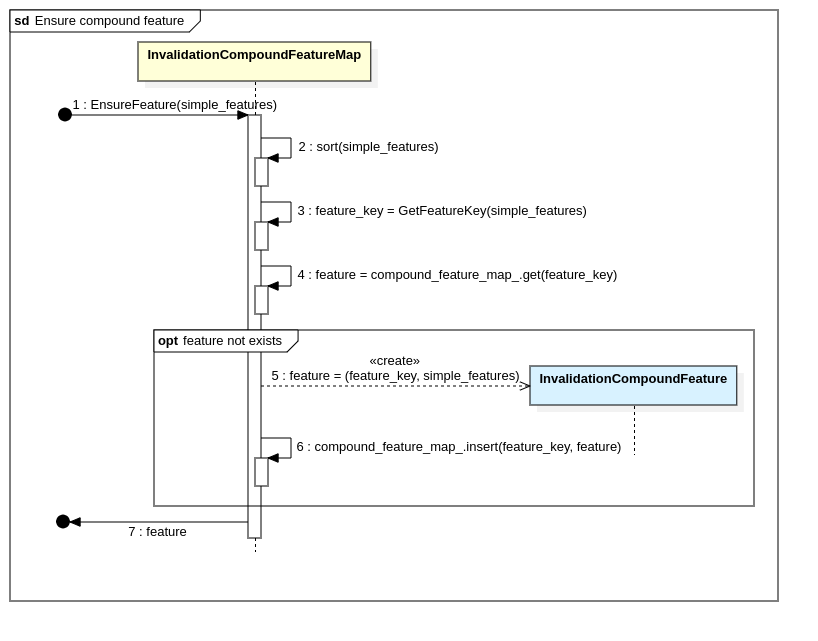 sd Ensure compound feature
InvalidationCompoundFeatureMap
1 : EnsureFeature(simple_features)
2 : sort(simple_features)
3 : feature_key = GetFeatureKey(simple_features)
4 : feature = compound_feature_map_.get(feature_key)
opt feature not exists
«create»
5 : feature = (feature_key, simple_features)
InvalidationCompoundFeature
6 : compound_feature_map_.insert(feature_key, feature)
7 : feature